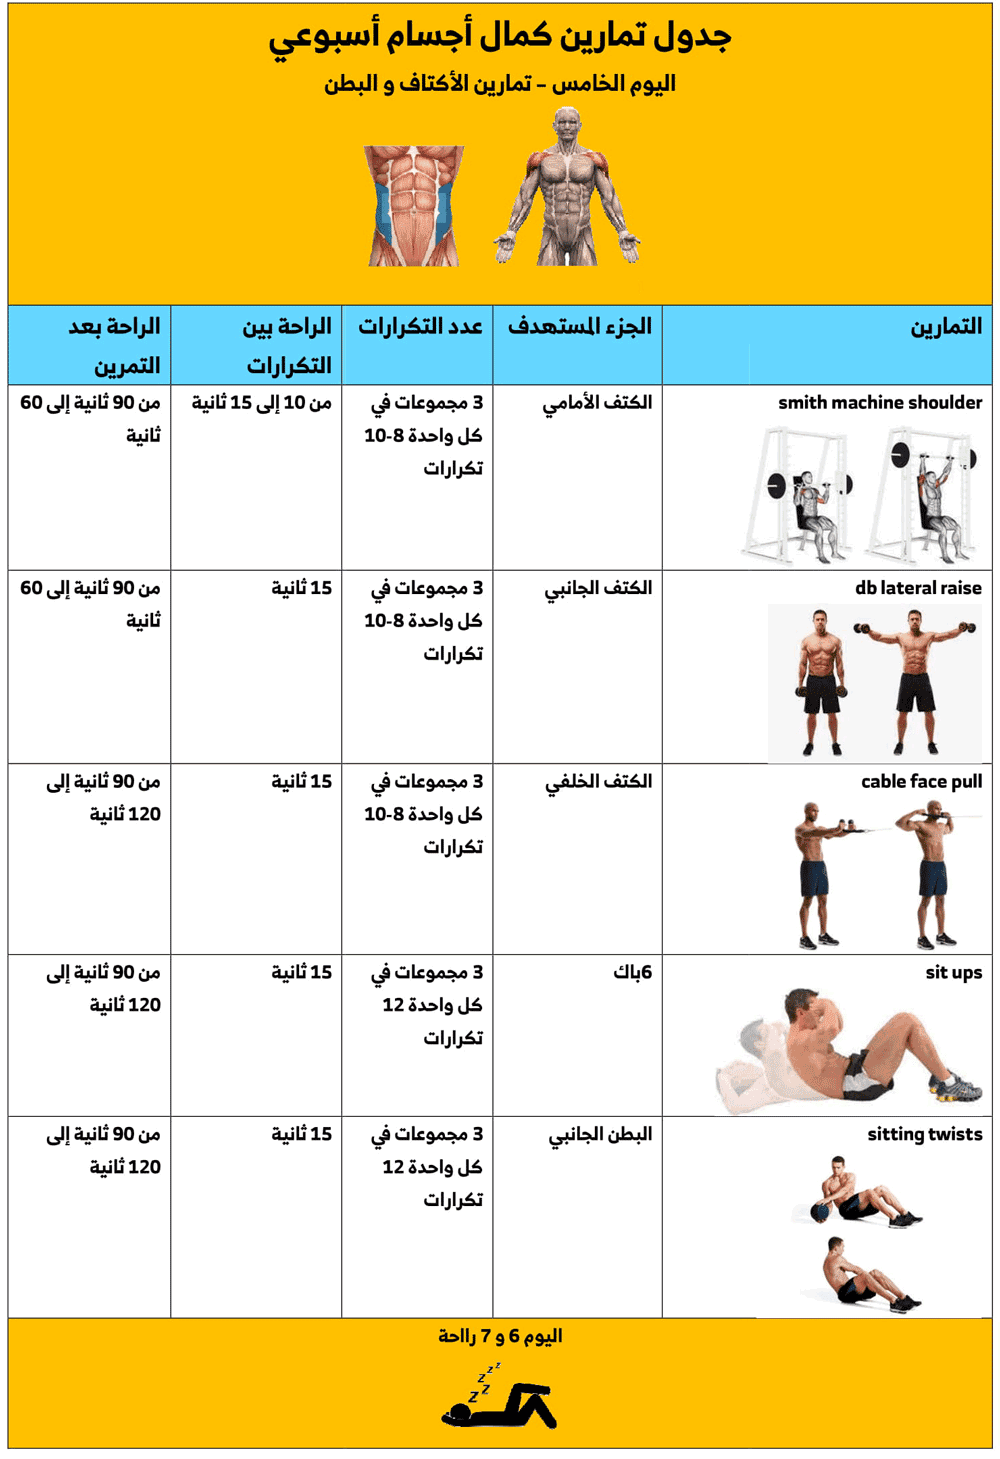 جدول تمارين كمال أجسام أسبوعي
اليوم الخامس – تمارين الأكتاف و البطن
التمارين
الجزء المستهدف
عدد التكرارات
الراحة بين
التكرارات
الراحة بعد
التمرين
smith machine shoulder
الكتف الأمامي
3 مجموعات في
كل واحدة 8-10
تكرارات
من 10 إلى 15 ثانية
من 90 ثانية إلى 60
ثانية
db lateral raise
الكتف الجانبي
3 مجموعات في
كل واحدة 8-10
تكرارات
15 ثانية
من 90 ثانية إلى 60
ثانية
cable face pull
الكتف الخلفي
3 مجموعات في
كل واحدة 8-10
تكرارات
15 ثانية
من 90 ثانية إلى
120 ثانية
sit ups
6باك
3 مجموعات في
كل واحدة 12
تكرارات
15 ثانية
من 90 ثانية إلى
120 ثانية
sitting twists
البطن الجانبي
3 مجموعات في
كل واحدة 12
تكرارات
15 ثانية
من 90 ثانية إلى
120 ثانية
اليوم 6 و 7 رااحة
z z
z
z z